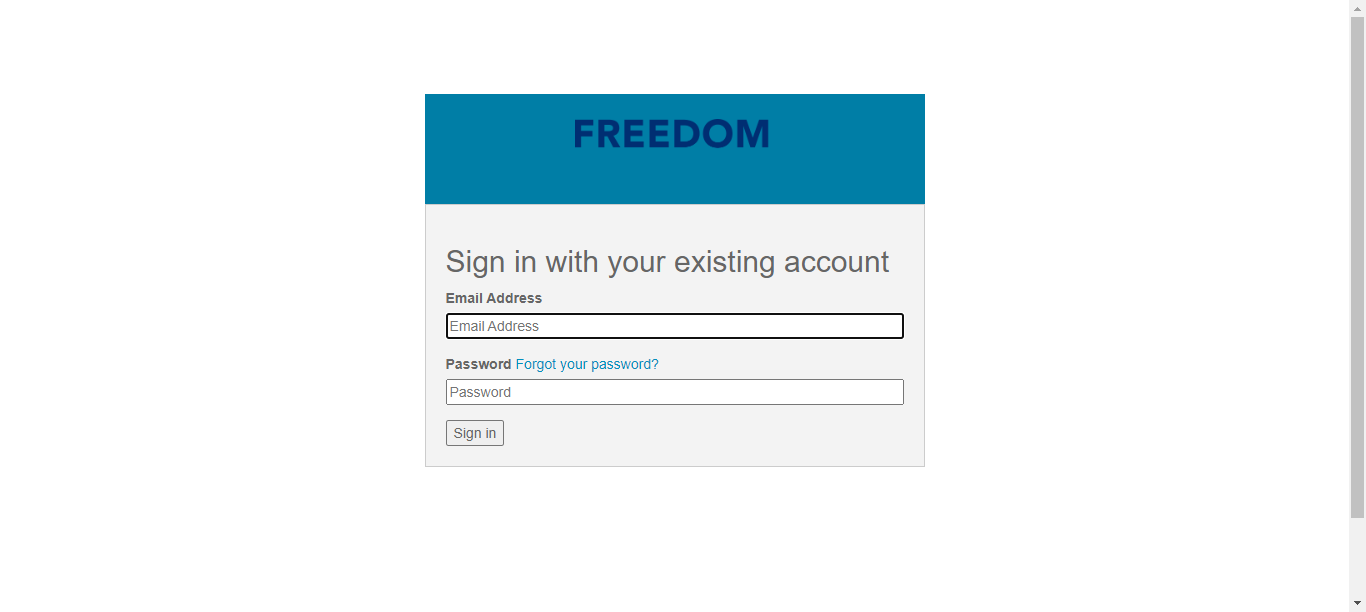 FREEDOM
Sign in with your existing account
Email Address
Email Address
Password Forgot your password?
Password
Sign in